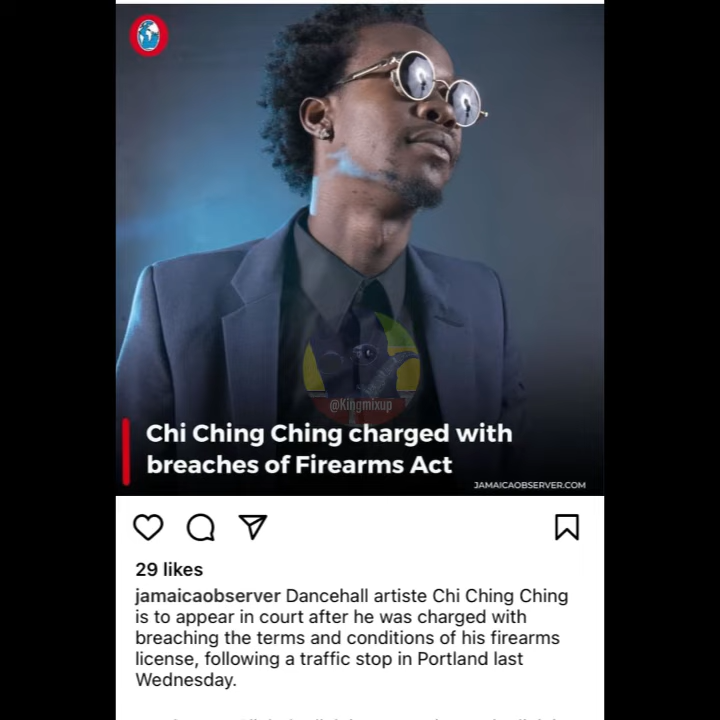 @Kingmixup
Chi Ching Ching charged with
breaches of Firearms Act
JAMAICAOBSERVER.COM
29 likes
jamaicaobserver Dancehall artiste Chi Ching Ching
is to appear in court after he was charged with
breaching the terms and conditions of his firearms
license, following a traffic stop in Portland last
Wednesday.